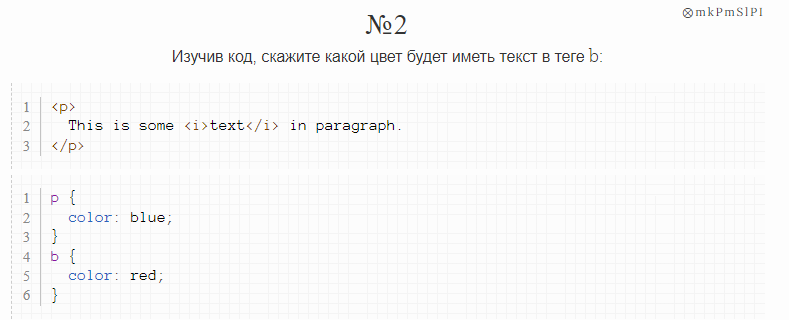 №2
⊗mkPmSlPI
Изучив код, скажите какой цвет будет иметь текст в теге b:
1 <p>
2 This is some <i>text</i> in paragraph.
3 </p>
1 p {
2 color: blue;
3 }
4 b {
5 color: red;
6 }